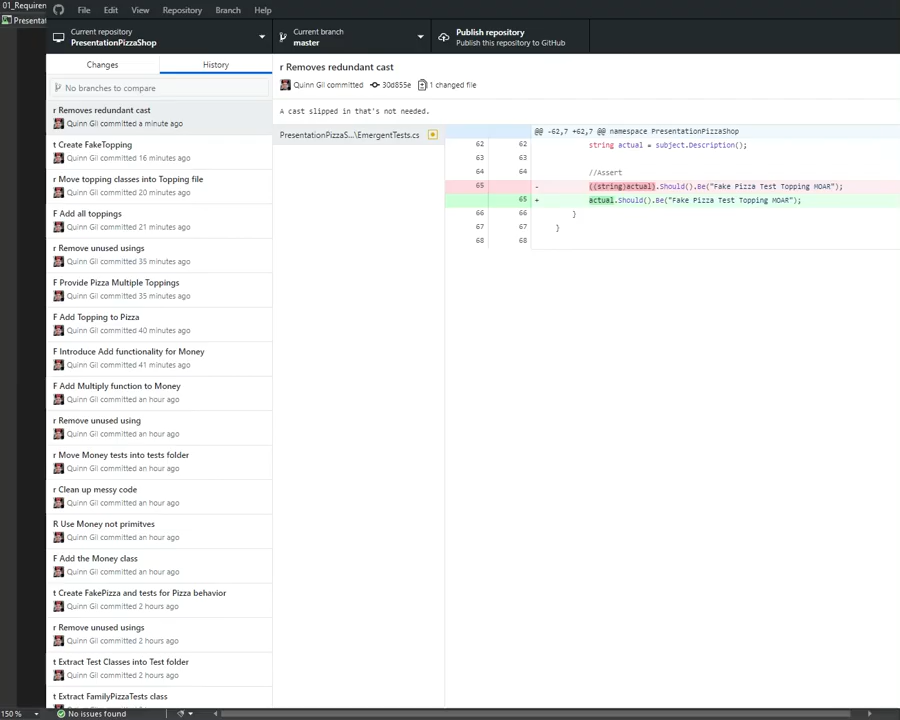 01_Requiren
Presentat
File Edit View Repository Branch Help
Current repository
PresentationPizzaShop
Current branch
master
Publish repository
Publish this repository to GitHub
Changes History
No branches to compare
r Removes redundant cast
Quinn Gil committed a minute ago
t Create FakeTopping
Quinn Gil committed 16 minutes ago
r Move topping classes into Topping file
Quinn Gil committed 20 minutes ago
F Add all toppings
Quinn Gil committed 21 minutes ago
r Remove unused usings
Quinn Gil committed 35 minutes ago
F Provide Pizza Multiple Toppings
Quinn Gil committed 35 minutes ago
F Add Topping to Pizza
Quinn Gil committed 40 minutes ago
F Introduce Add functionality for Money
Quinn Gil committed 41 minutes ago
F Add Multiply function to Money
Quinn Gil committed an hour ago
r Remove unused using
Quinn Gil committed an hour ago
r Move Money tests into tests folder
Quinn Gil committed an hour ago
r Clean up messy code
Quinn Gil committed an hour ago
R Use Money not primitves
Quinn Gil committed an hour ago
F Add the Money class
Quinn Gil committed an hour ago
t Create FakePizza and tests for Pizza behavior
Quinn Gil committed 2 hours ago
r Remove unused usings
Quinn Gil committed 2 hours ago
t Extract Test Classes into Test folder
Quinn Gil committed 2 hours ago
t Extract FamilyPizzaTests class
r Removes redundant cast
Quinn Gil committed 30d855e 1 changed file
A cast slipped in that's not needed.
PresentationPizzaS...\EmergentTests.cs
@@ -62,7 +62,7 @@ namespace PresentationPizzaShop
62 62 string actual = subject.Description();
63 63
64 64 //Assert
65 - ((string)actual).Should().Be("Fake Pizza Test Topping MOAR");
65 + actual.Should().Be("Fake Pizza Test Topping MOAR");
66 66 }
67 67 }
68 68
150 % No issues found